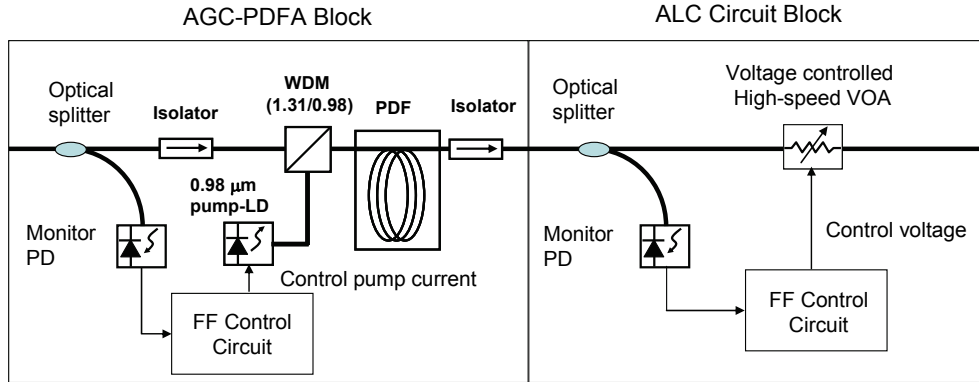 AGC-PDFA Block
ALC Circuit Block
Optical
splitter
Isolator
WDM
(1.31/0.98)
PDF
Isolator
0.98 µm
pump-LD
Monitor
PD
Control pump current
FF Control
Circuit
Optical
splitter
Voltage controlled
High-speed VOA
Monitor
PD
Control voltage
FF Control
Circuit